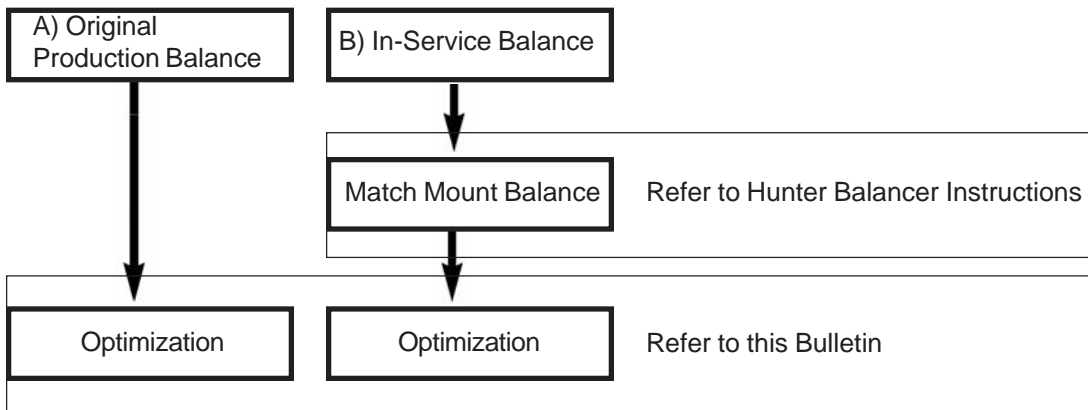 A) Original
Production Balance
B) In-Service Balance
Match Mount Balance
Refer to Hunter Balancer Instructions
Optimization
Optimization
Refer to this Bulletin